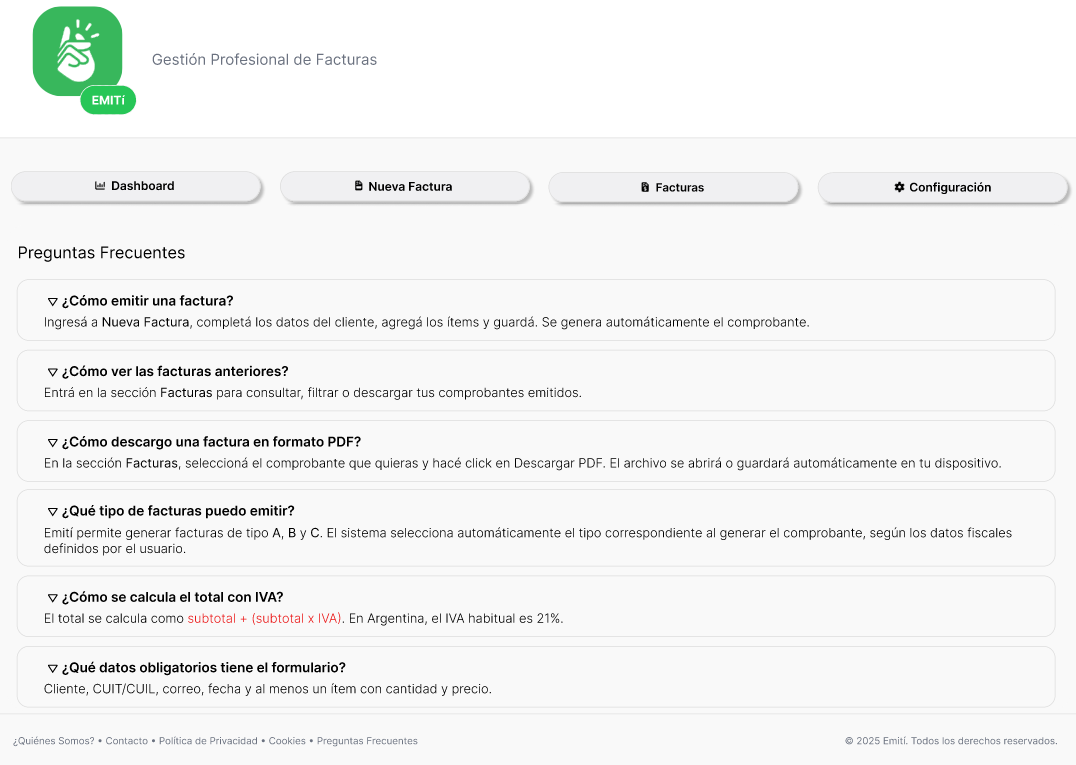 EMITí
Gestión Profesional de Facturas
Dashboard
Nueva Factura
Facturas
Configuración
Preguntas Frecuentes
¿Cómo emitir una factura?
Ingresá a Nueva Factura, completá los datos del cliente, agregá los ítems y guardá. Se genera automáticamente el comprobante.
¿Cómo ver las facturas anteriores?
Entrá en la sección Facturas para consultar, filtrar o descargar tus comprobantes emitidos.
¿Cómo descargo una factura en formato PDF?
En la sección Facturas, seleccioná el comprobante que quieras y hacé click en Descargar PDF. El archivo se abrirá o guardará automáticamente en tu dispositivo.
¿Qué tipo de facturas puedo emitir?
Emití permite generar facturas de tipo A, B y C. El sistema selecciona automáticamente el tipo correspondiente al generar el comprobante, según los datos fiscales
definidos por el usuario.
¿Cómo se calcula el total con IVA?
El total se calcula como subtotal + (subtotal x IVA). En Argentina, el IVA habitual es 21%.
¿Qué datos obligatorios tiene el formulario?
Cliente, CUIT/CUIL, correo, fecha y al menos un ítem con cantidad y precio.
¿Quiénes Somos? • Contacto • Política de Privacidad • Cookies • Preguntas Frecuentes
© 2025 Emití. Todos los derechos reservados.